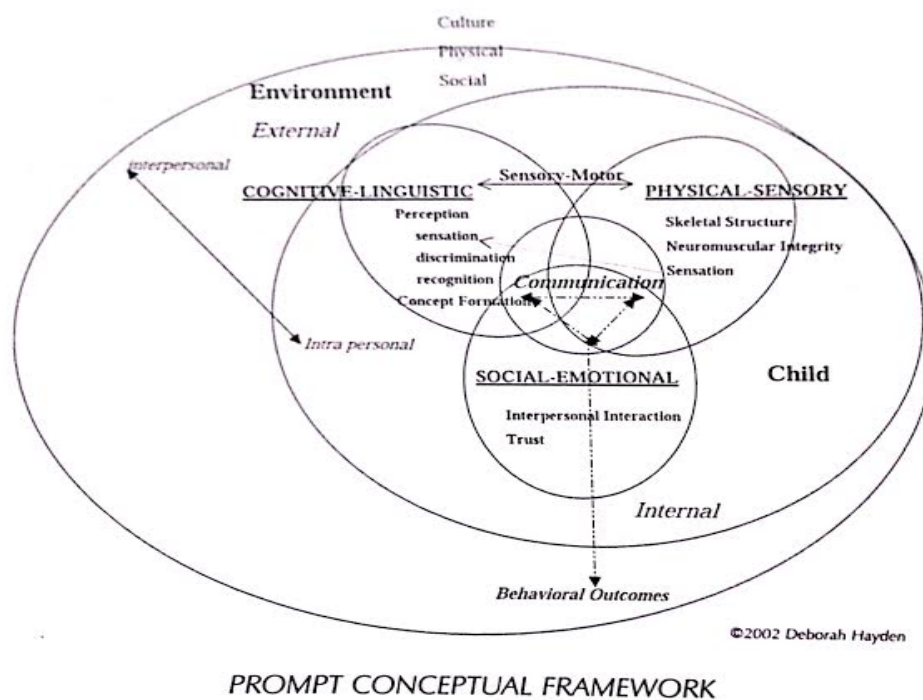 Culture
Physical
Social
Environment
External
interpersonal
Sensory-Motor
COGNITIVE-LINGUISTIC
PHYSICAL-SENSORY
Perception
sensation
discrimination
recognition
Concept Formation
Skeletal Structure
Neuromuscular Integrity
Sensation
Communication
Intra personal
SOCIAL-EMOTIONAL
Child
Interpersonal Interaction
Trust
Internal
Behavioral Outcomes
©2002 Deborah Hayden
PROMPT CONCEPTUAL FRAMEWORK